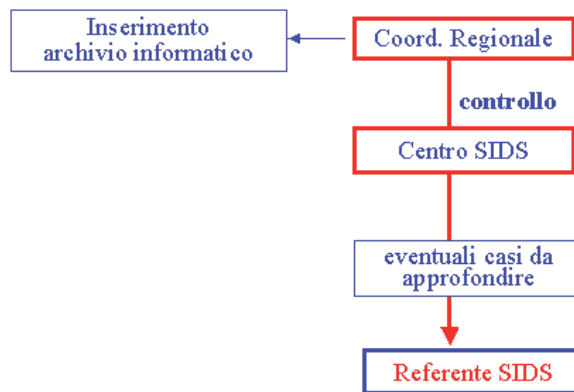 Inserimento
archivio informatico
Coord. Regionale
controllo
Centro SIDS
eventuali casi da
approfondire
Referente SIDS